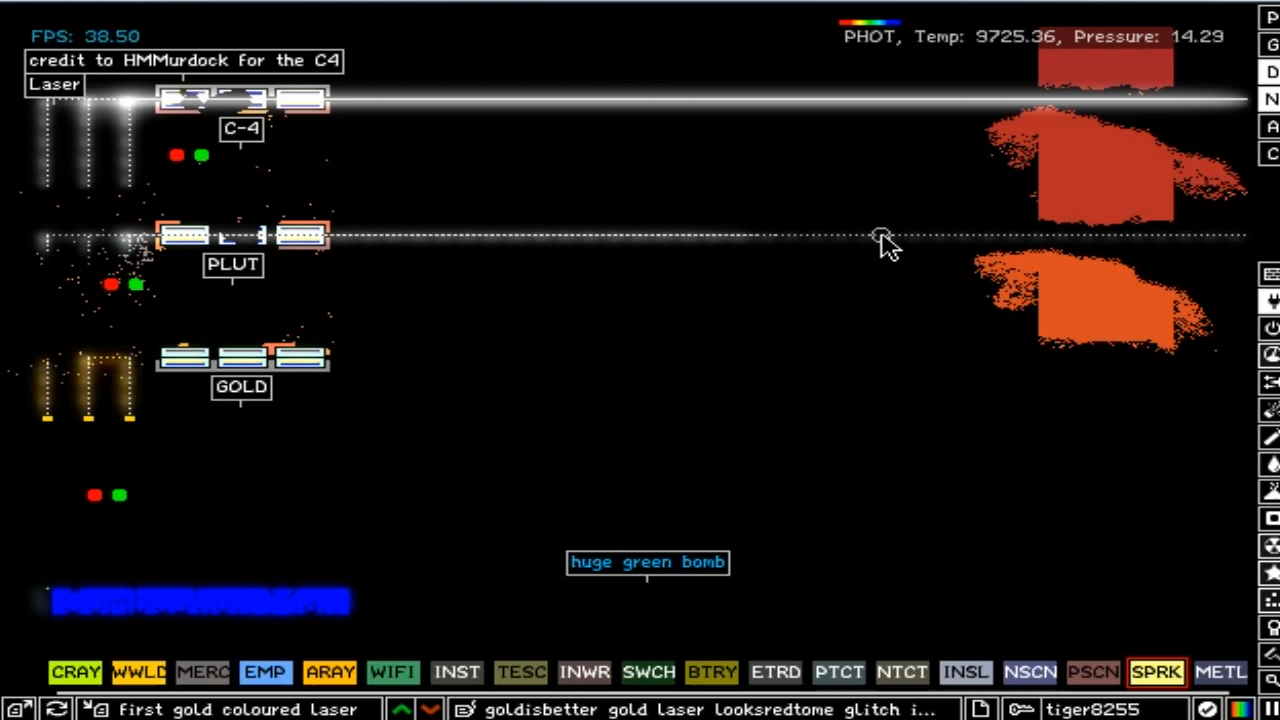 FPS: 38.50
PHOT, Temp: 9725.36, Pressure: 14.29
credit to HMMurdock for the C4
Laser
C-4
PLUT
GOLD
huge green bomb
CRAY WWLD MERC EMP ARAY WIFI INST TESC INWR SWCH BTRY ETRD PTCT NTCT INSL NSCN PSCN SPRK METL
first gold coloured laser
goldisbetter gold laser looksredtome glitch i...
tiger8255
P
G
D
N
A
C